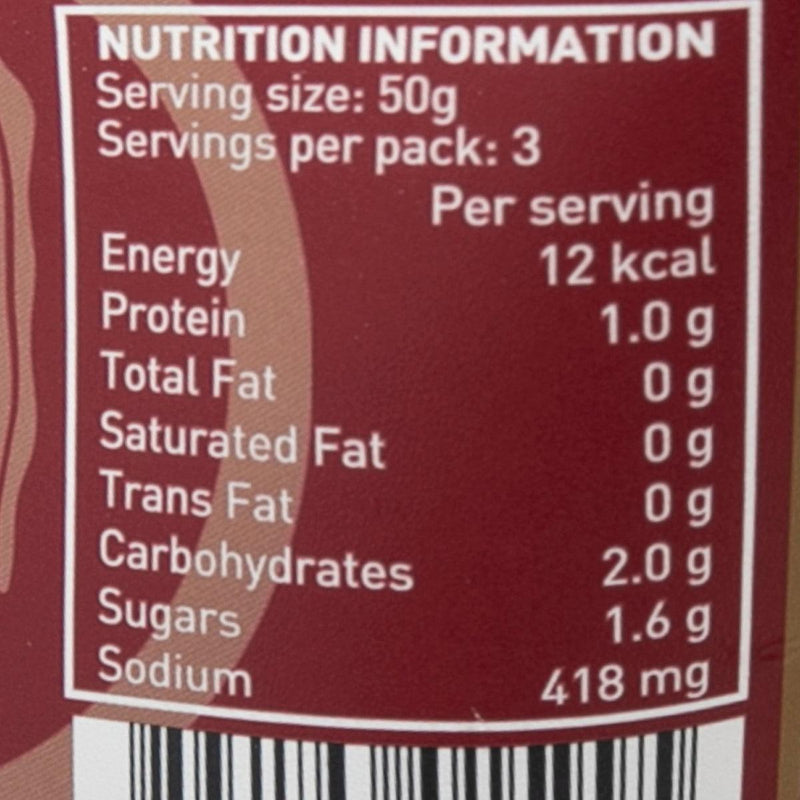 NUTRITION INFORMATION
Serving size: 50g
Servings per pack: 3
Per serving
Energy 12 kcal
Protein 1.0 g
Total Fat 0 g
Saturated Fat 0 g
Trans Fat 0 g
Carbohydrates 2.0 g
Sugars 1.6 g
Sodium 418 mg